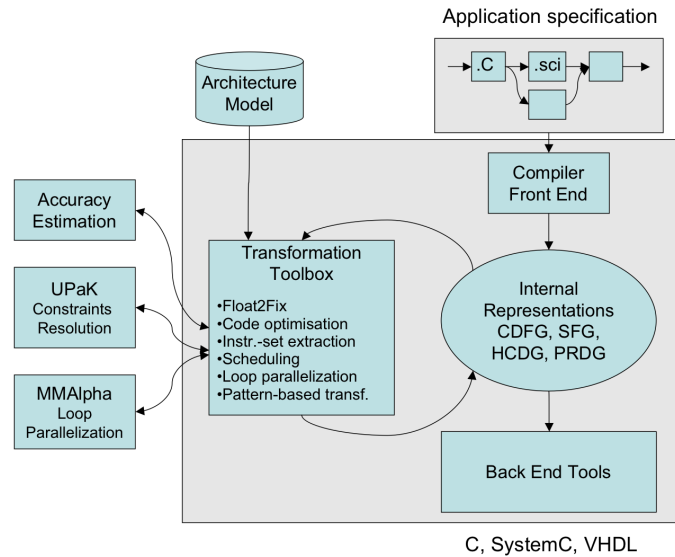 Application specification
.C
.sci
Architecture
Model
Compiler
Front End
Accuracy
Estimation
Transformation
Toolbox
•Float2Fix
•Code optimisation
•Instr.-set extraction
•Scheduling
•Loop parallelization
•Pattern-based transf.
UPaK
Constraints
Resolution
Internal
Representations
CDFG, SFG,
HCDG, PRDG
MMAlpha
Loop
Parallelization
Back End Tools
C, SystemC, VHDL